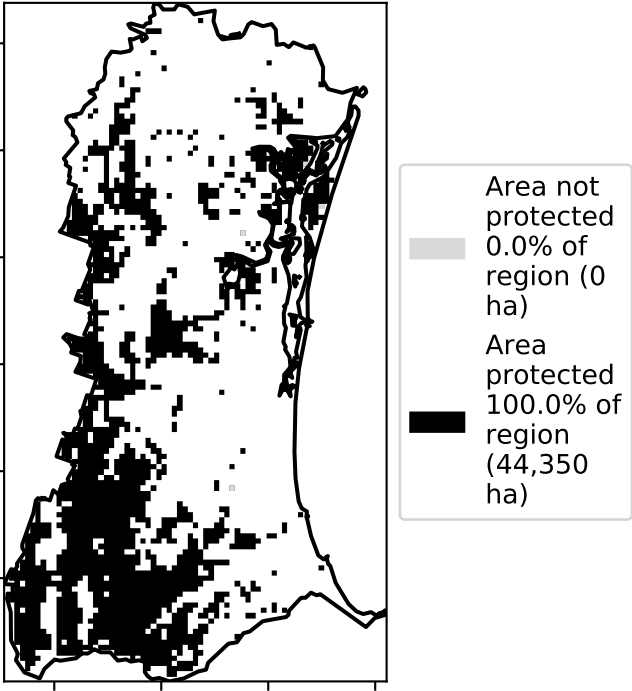 Area not
protected
0.0% of
region (0
ha)
Area
protected
100.0% of
region
(44,350
ha)